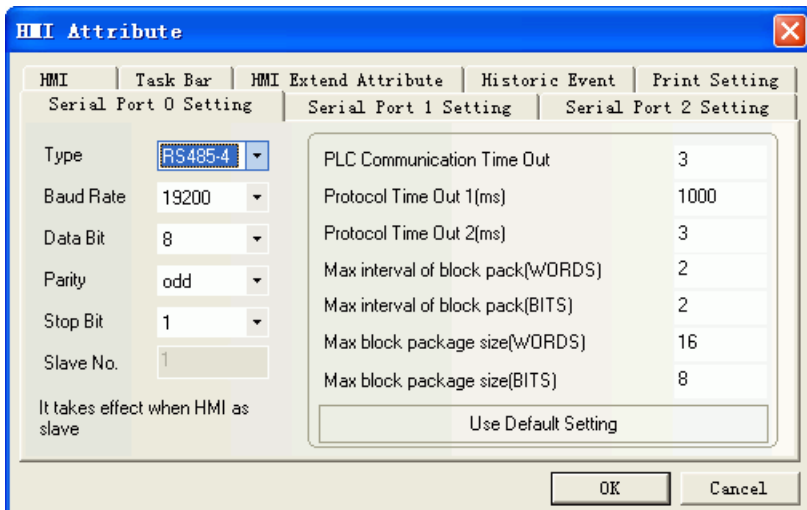 HMI Attribute
HMI Task Bar HMI Extend Attribute Historic Event Print Setting
Serial Port 0 Setting Serial Port 1 Setting Serial Port 2 Setting
Type RS485-4
Baud Rate 19200
Data Bit 8
Parity odd
Stop Bit 1
Slave No. 1
It takes effect when HMI as
slave
PLC Communication Time Out 3
Protocol Time Out 1(ms) 1000
Protocol Time Out 2(ms) 3
Max interval of block pack(WORDS) 2
Max interval of block pack(BITS) 2
Max block package size(WORDS) 16
Max block package size(BITS) 8
Use Default Setting
OK Cancel